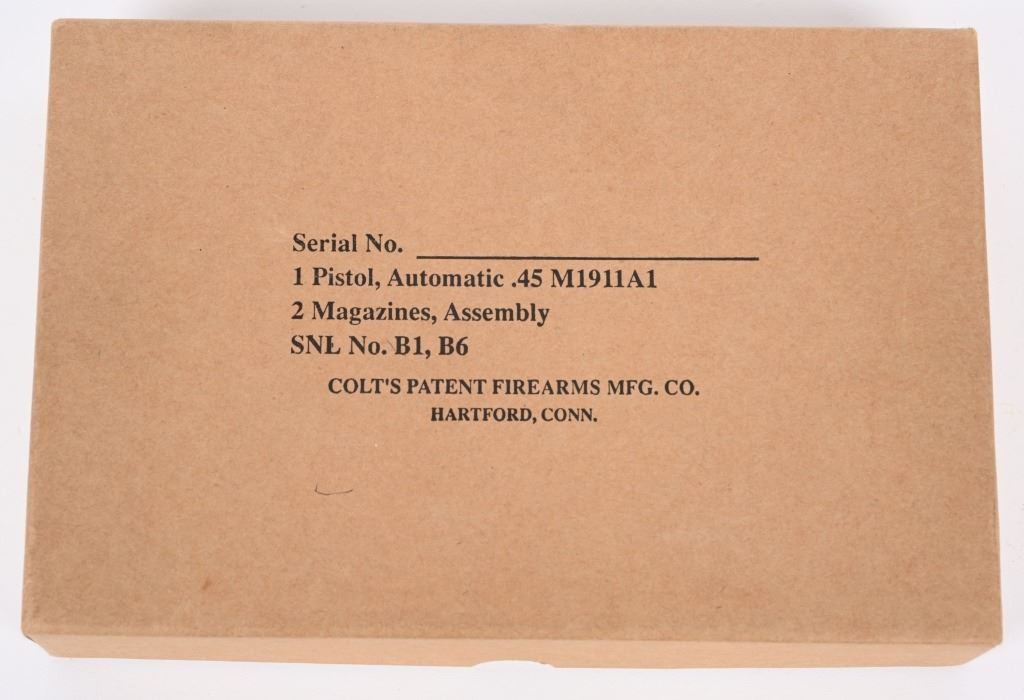 Serial No.
1 Pistol, Automatic .45 M1911A1
2 Magazines, Assembly
SNL No. B1, B6
COLT'S PATENT FIREARMS MFG. CO.
HARTFORD, CONN.